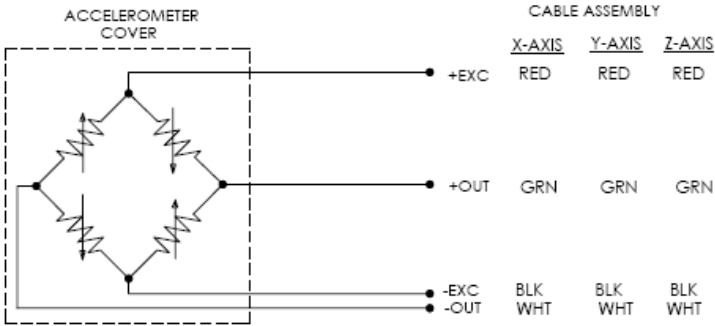 ACCELEROMETER
COVER
CABLE ASSEMBLY
X-AXIS Y-AXIS Z-AXIS
+EXC RED RED RED
+OUT GRN GRN GRN
-EXC BLK BLK BLK
-OUT WHT WHT WHT